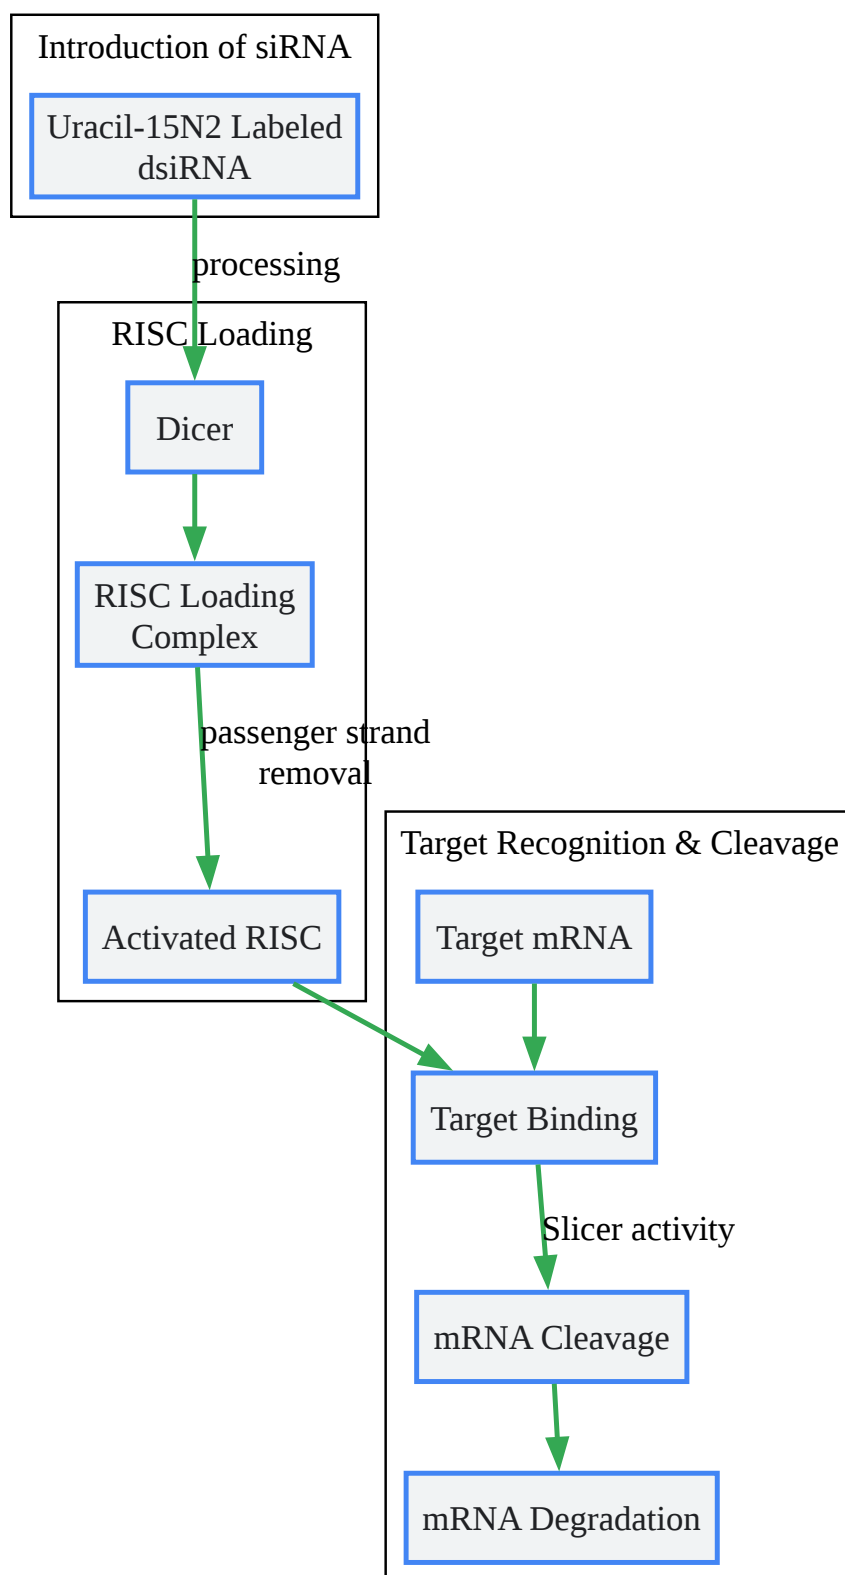 Introduction of siRNA
Uracil-15N2 Labeled
dsiRNA
processing
RISC Loading
Dicer
RISC Loading
Complex
passenger strand
removal
Target Recognition & Cleavage
Activated RISC
Target mRNA
Target Binding
Slicer activity
mRNA Cleavage
mRNA Degradation